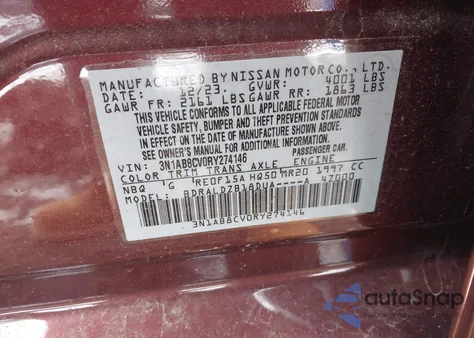 MANUFACTURED BY NISSAN MOTOR CO., LTD.
DATE: 12/23. GVWR: 4001 LBS
GAWR FR: 2161 LBS GAWR RR: 1863 LBS
THIS VEHICLE CONFORMS TO ALL APPLICABLE FEDERAL MOTOR
VEHICLE SAFETY, BUMPER AND THEFT PREVENTION STANDARDS
IN EFFECT ON THE DATE OF MANUFACTURE SHOWN ABOVE.
SEE OWNER'S MANUAL FOR ADDITIONAL INFORMATION.
VIN: 3N1AB8CV0RY274146 PASSENGER CAR.
COLOR TRIM TRANS AXLE ENGINE
NBQ G RE0F15A HQ50 MR20 1997 CC
MODEL: BDRALDZB18DUA----A 47000
3N1AB8CV0RY274146
autoSnap